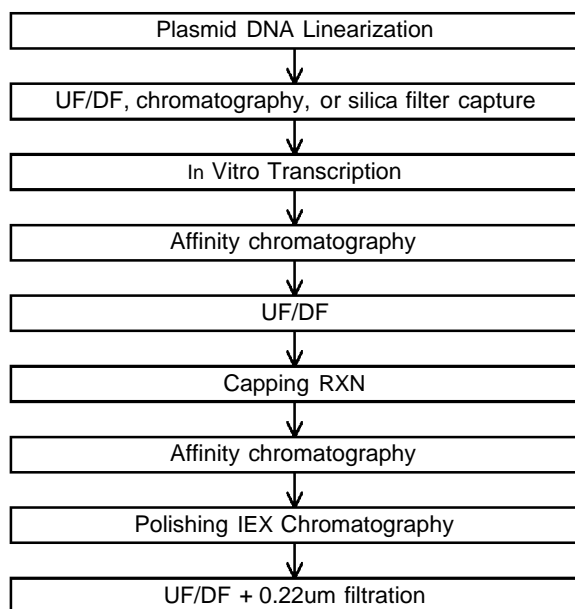 Plasmid DNA Linearization
UF/DF, chromatography, or silica filter capture
In Vitro Transcription
Affinity chromatography
UF/DF
Capping RXN
Affinity chromatography
Polishing IEX Chromatography
UF/DF + 0.22um filtration